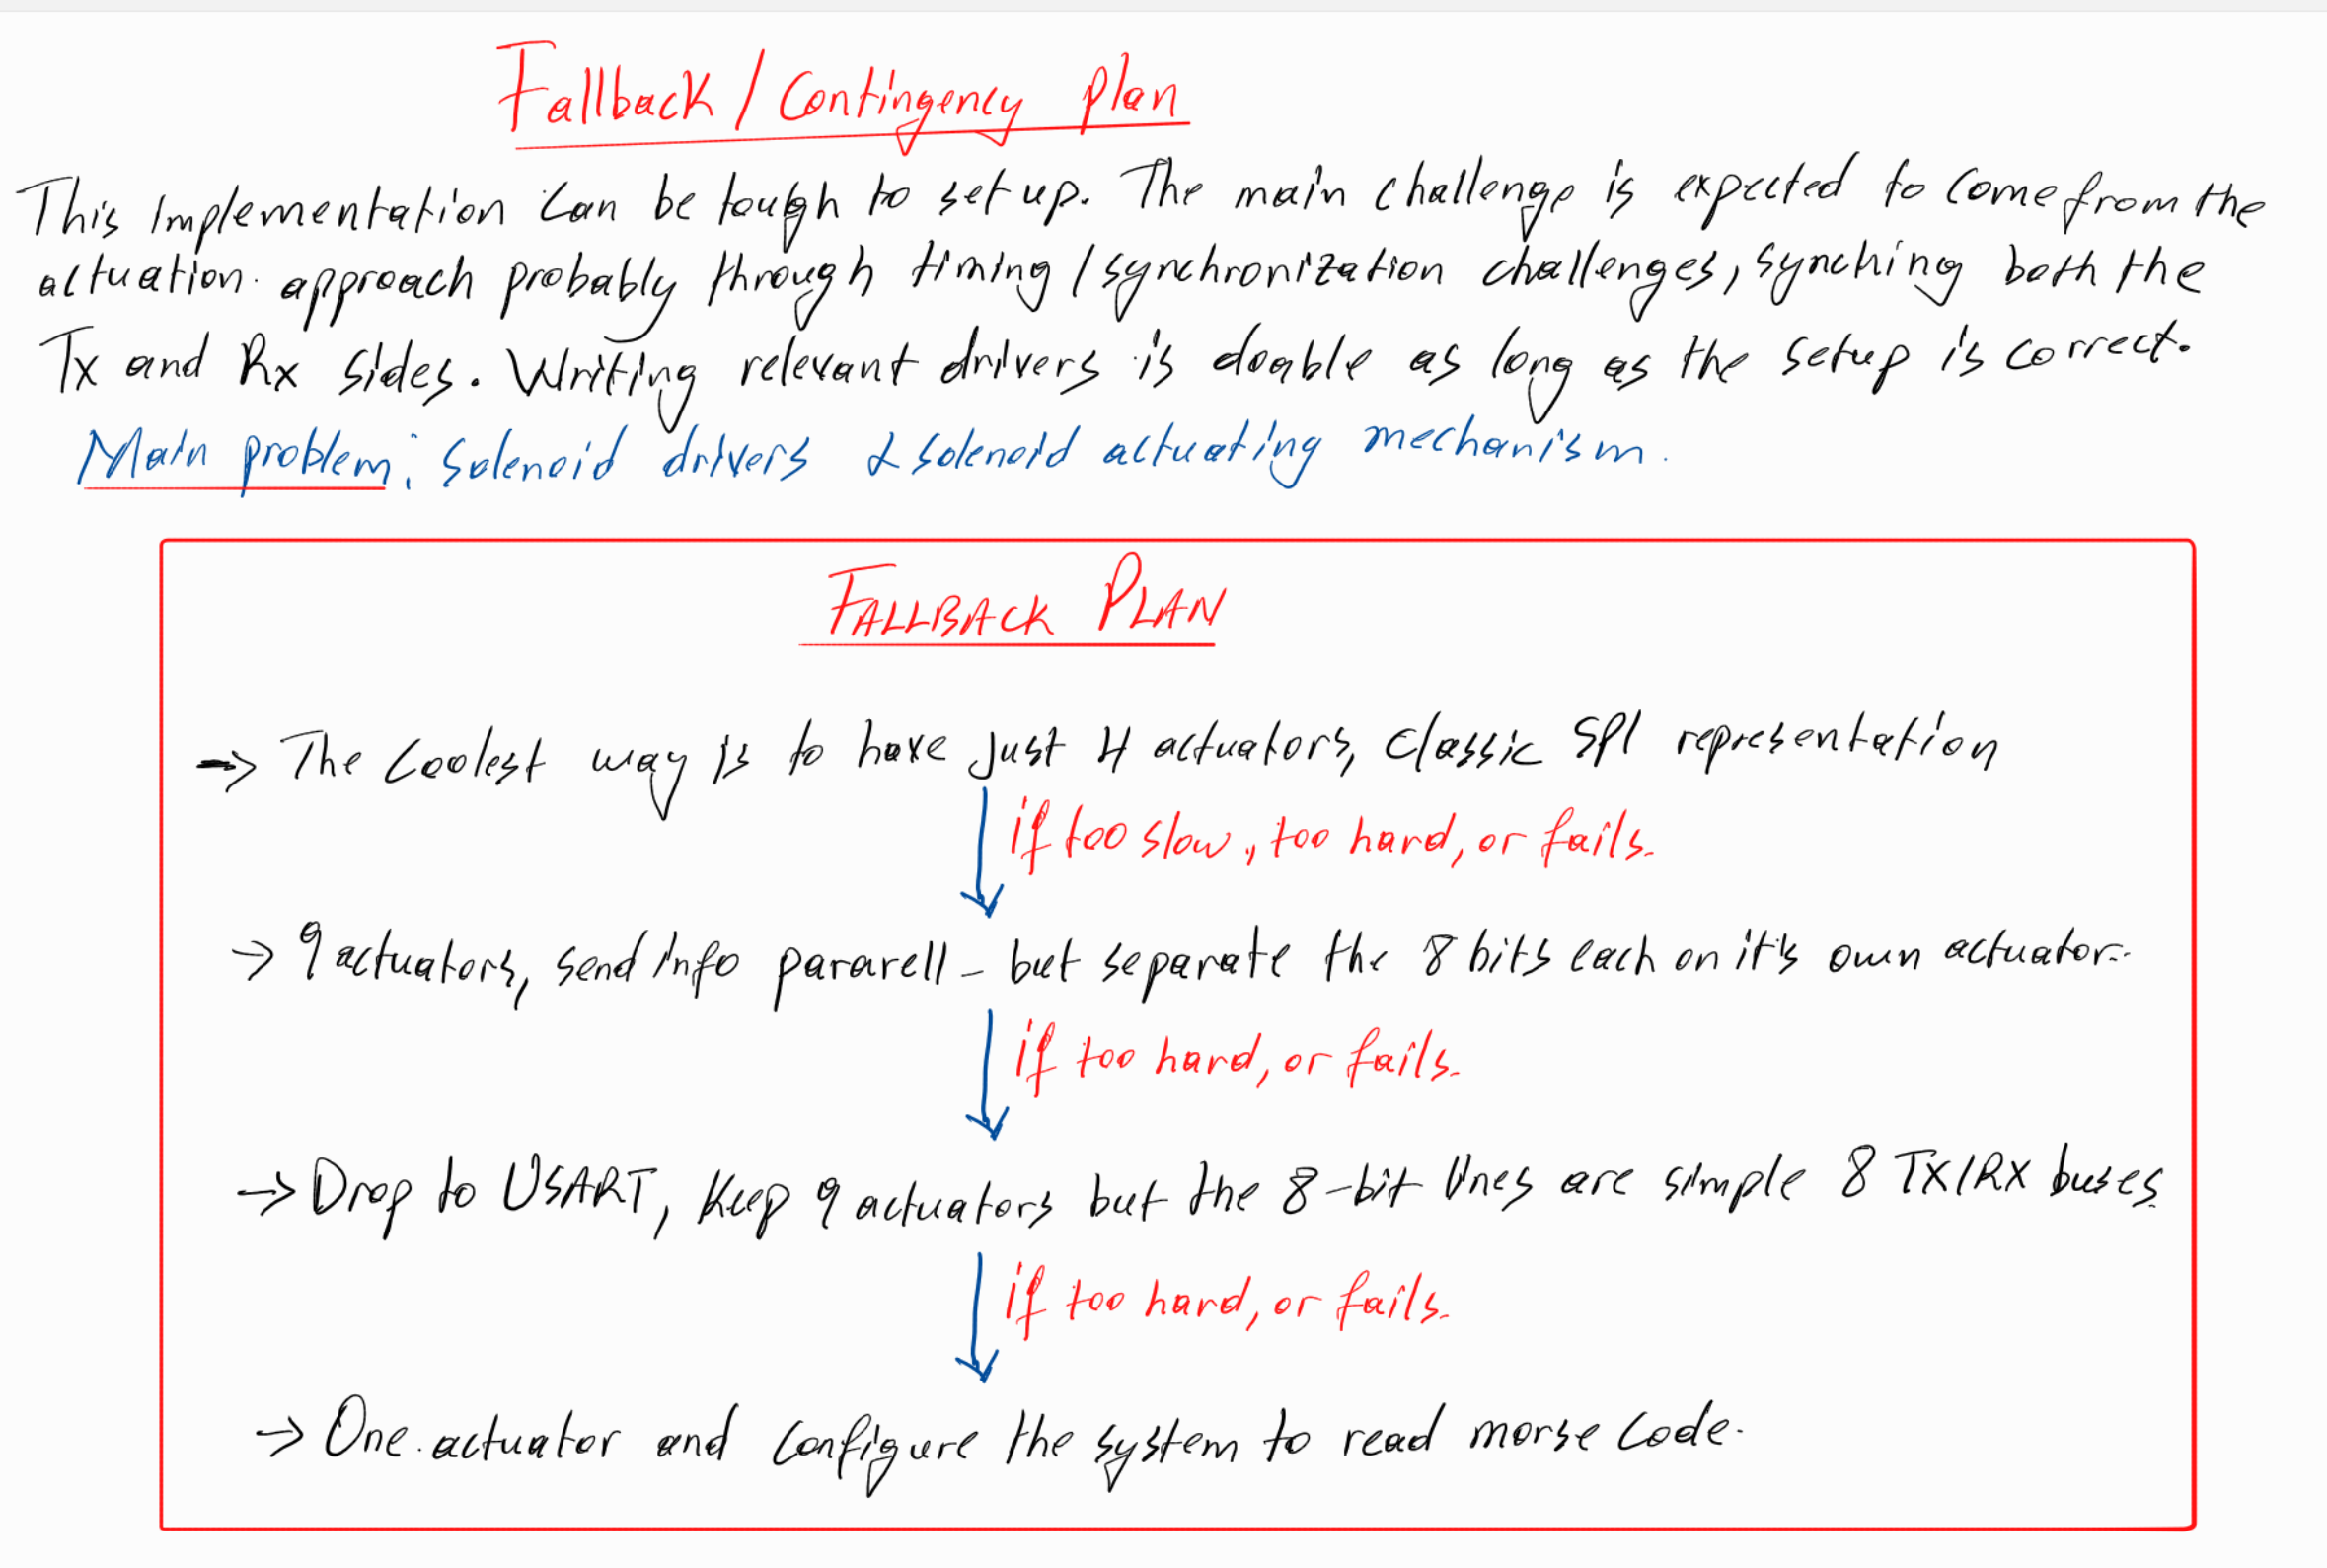 Fallback / Contingency plan
This implementation can be tough to set up. The main challenge is expected to come from the
actuation. approach probably through timing / synchronization challenges, synching both the
Tx and Rx sides. Writing relevant drivers is doable as long as the setup is correct.
Main problem: Solenoid drivers & solenoid actuating mechanism.
FALLBACK PLAN
→ The coolest way is to have just 4 actuators, classic SPI representation
if too slow, too hard, or fails.
→ 9 actuators, send info pararell - but separate the 8 bits each on it's own actuator.
if too hard, or fails.
→ Drop to USART, keep 9 actuators but the 8-bit lines are simple 8 TX/RX buses.
if too hard, or fails.
→ One actuator and configure the system to read morse code.